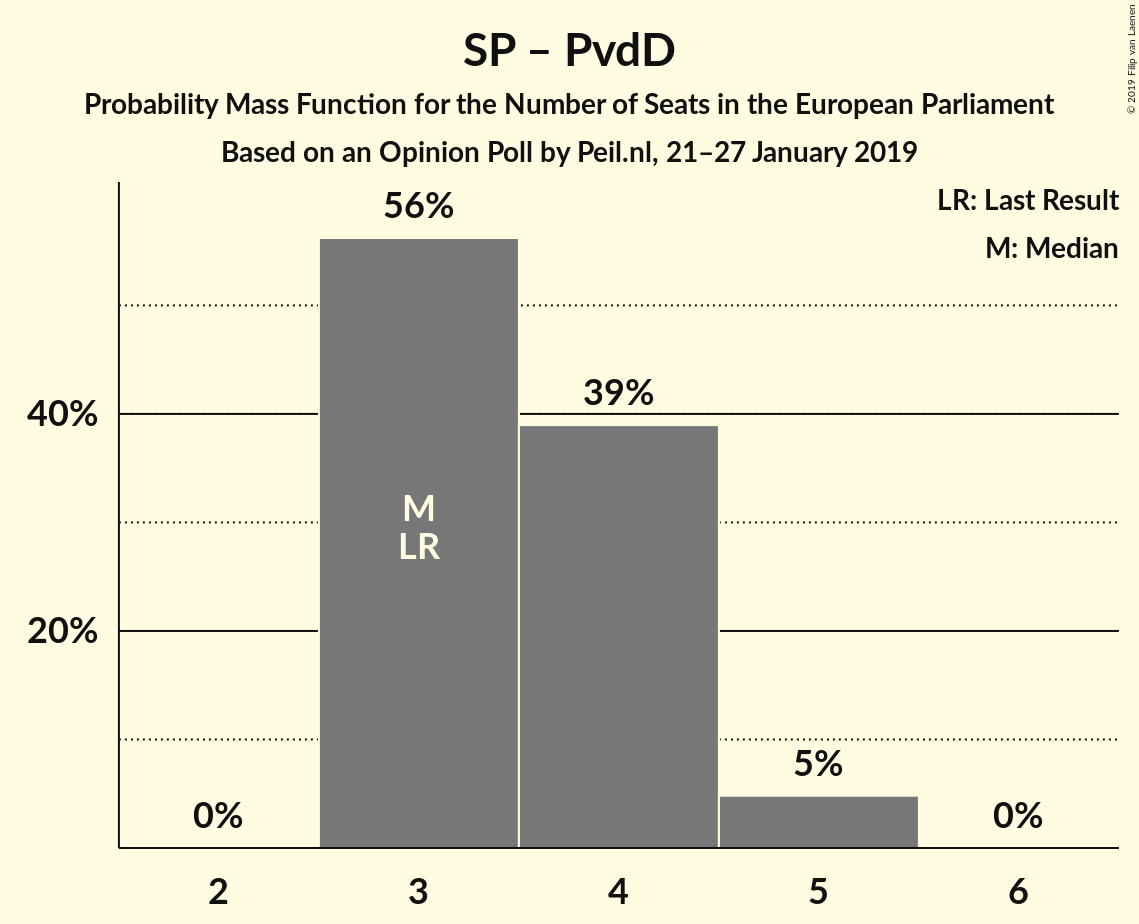 SP – PvdD
Probability Mass Function for the Number of Seats in the European Parliament
Based on an Opinion Poll by Peil.nl, 21–27 January 2019
© 2019 Filip van Laenen
LR: Last Result
M: Median
56%
39%
40%
M
LR
20%
5%
0%
0%
2
3
4
5
6